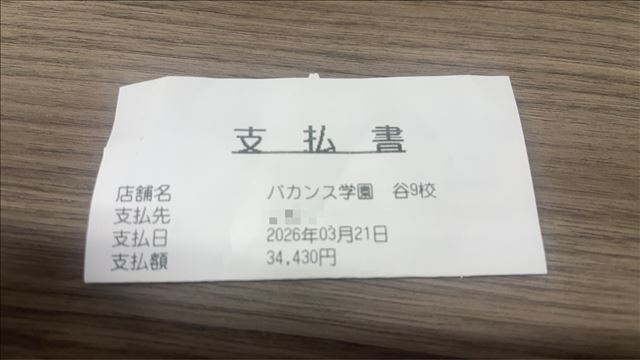 支払書
店舗名 バカンス学園 谷9校
支払先
支払日 2026年03月21日
支払額 34,430円